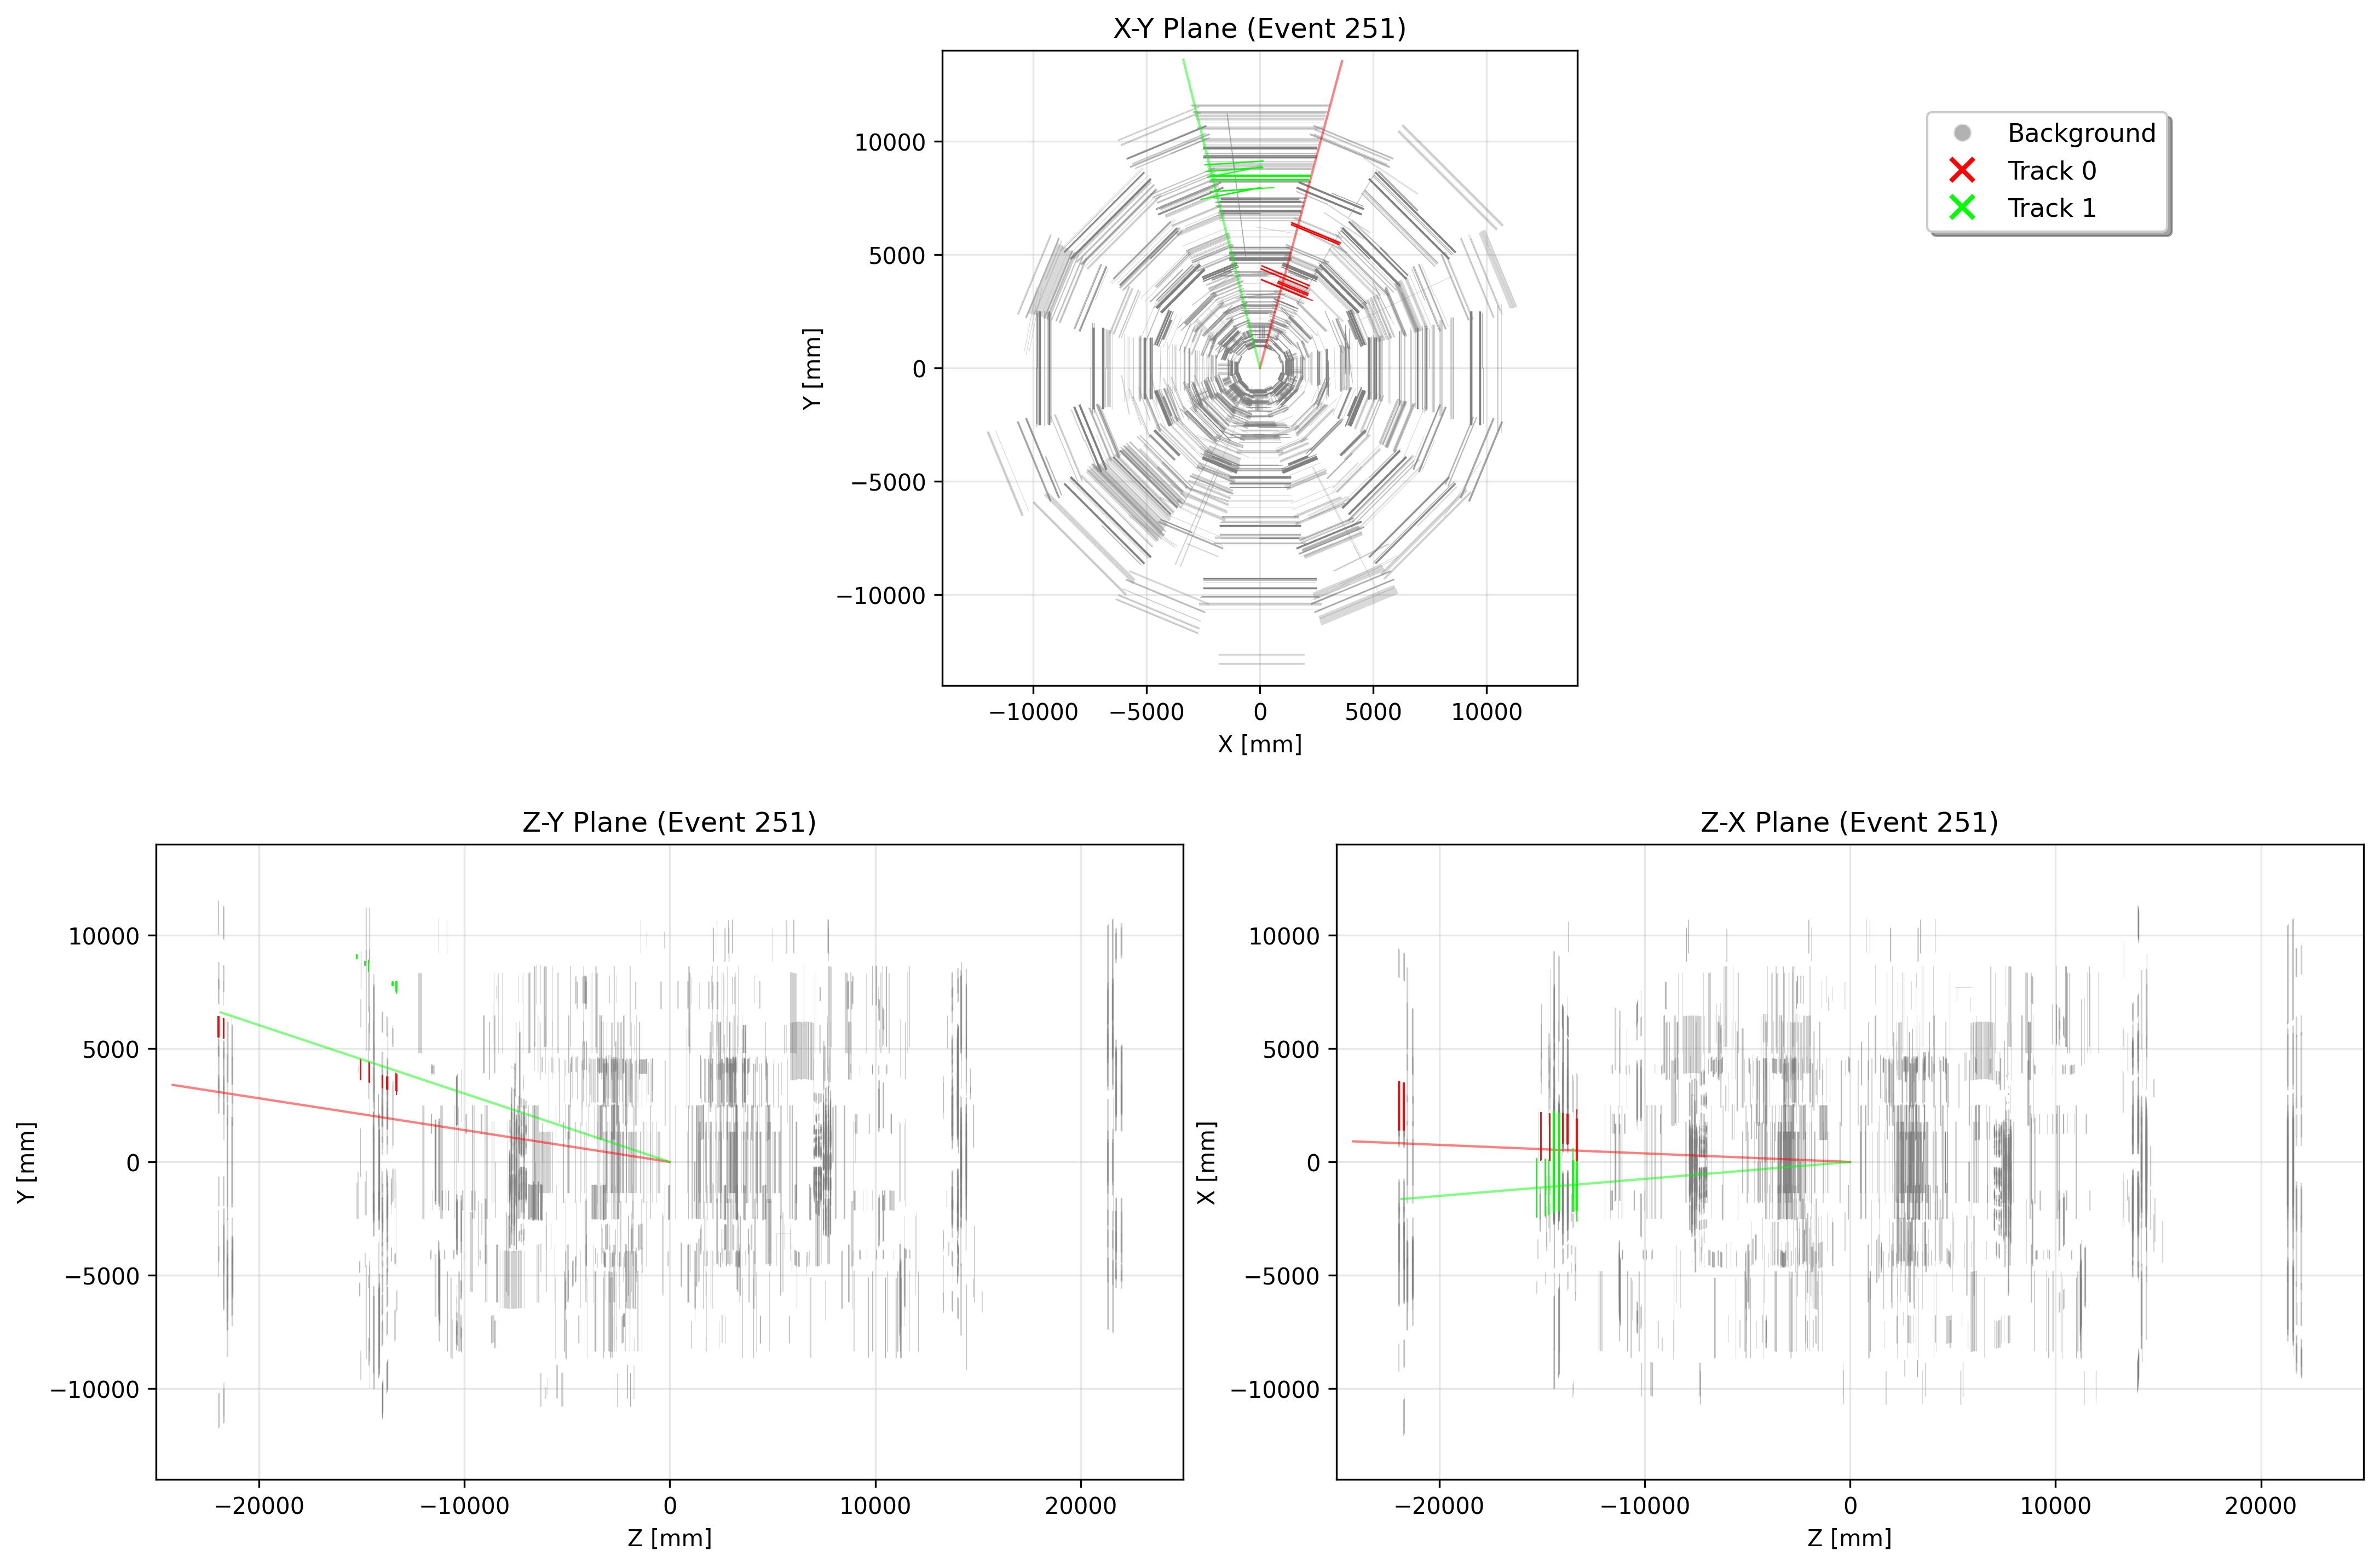 X-Y Plane (Event 251)
Y [mm]
10000
5000
0
−5000
−10000
−10000 −5000 0 5000 10000
X [mm]
Background
Track 0
Track 1
Z-Y Plane (Event 251)
Y [mm]
10000
5000
0
−5000
−10000
−20000 −10000 0 10000 20000
Z [mm]
Z-X Plane (Event 251)
X [mm]
10000
5000
0
−5000
−10000
−20000 −10000 0 10000 20000
Z [mm]